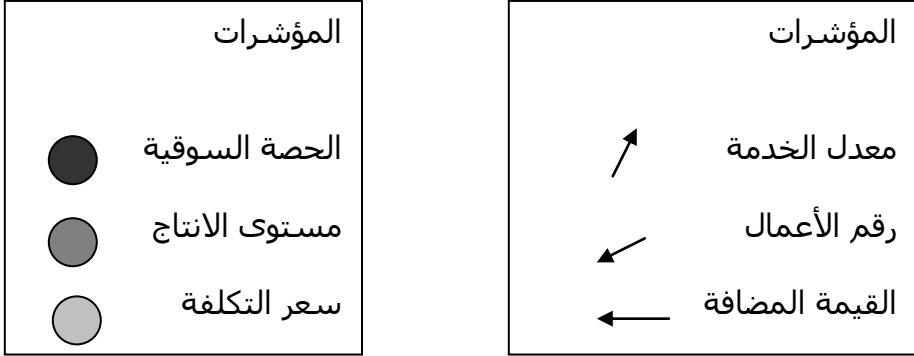 المؤشرات
معدل الخدمة
رقم الأعمال
القيمة المضافة
المؤشرات
الحصة السوقية
مستوى الانتاج
سعر التكلفة